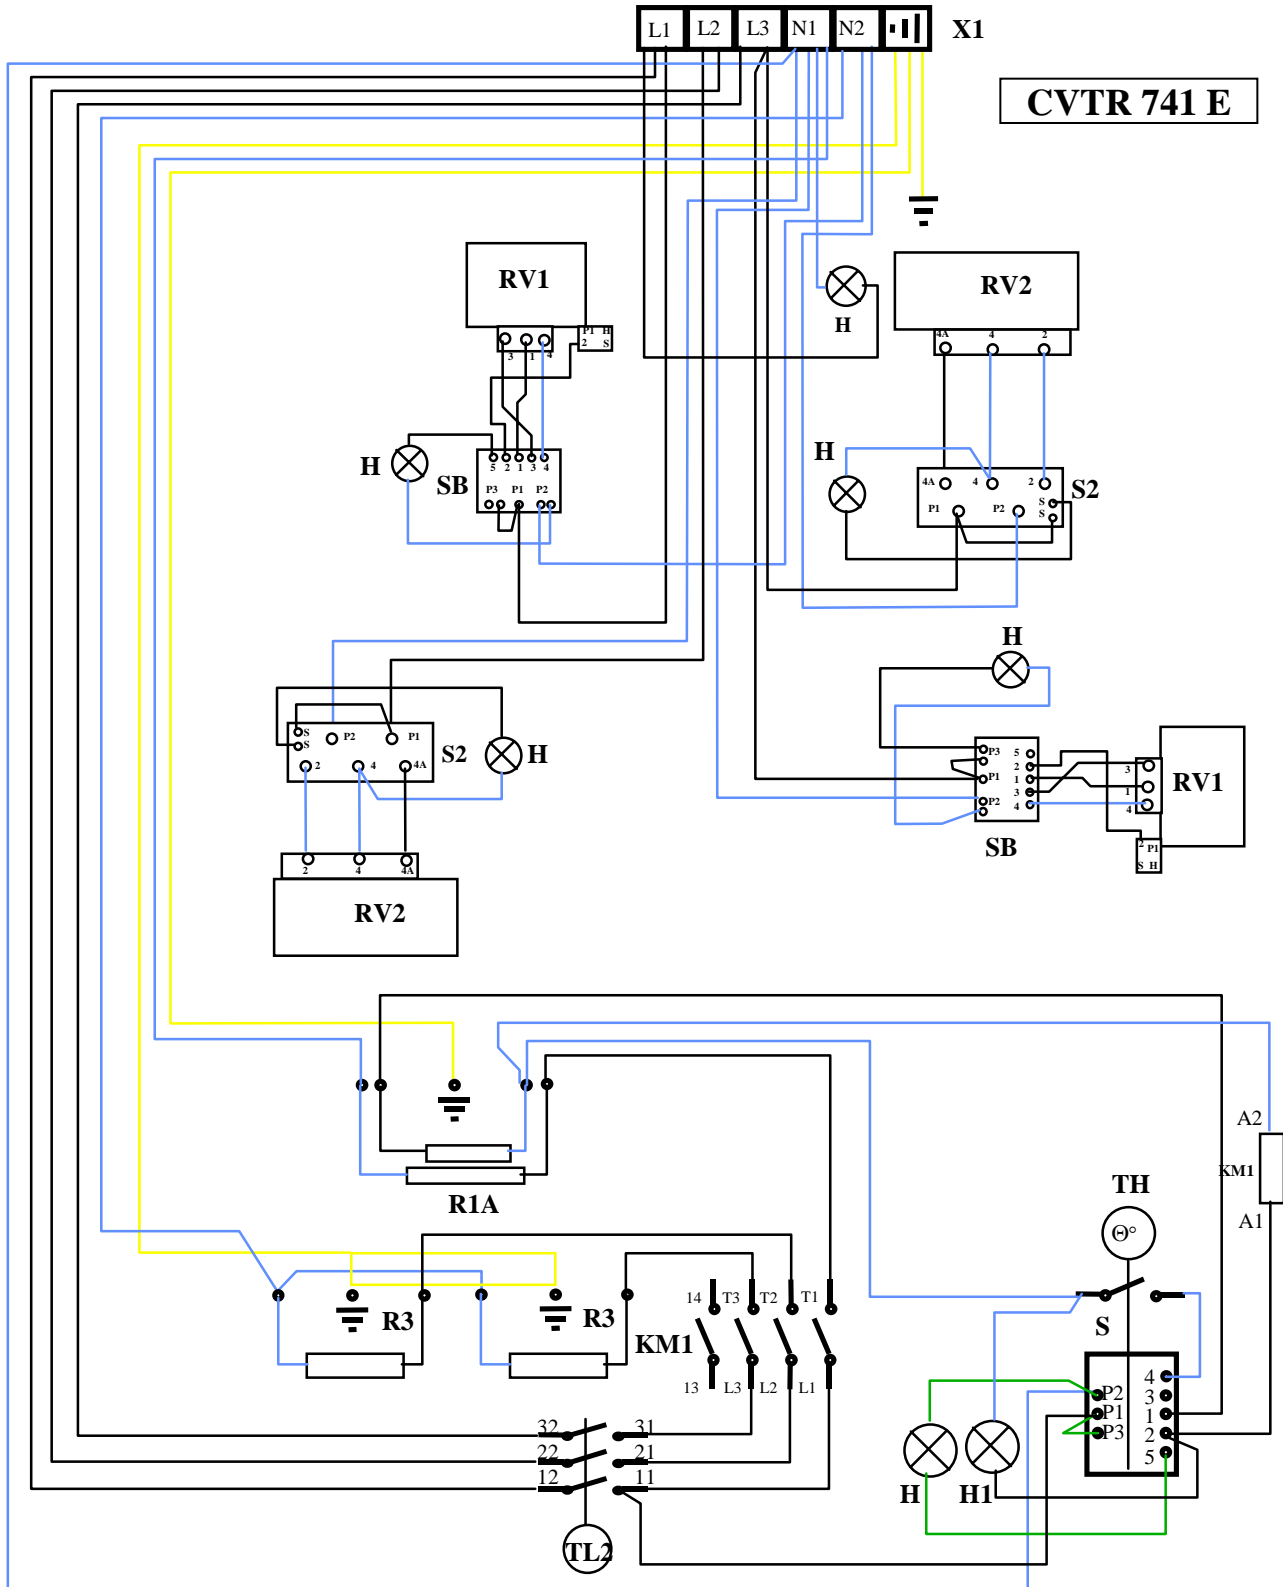 L1 L2 L3 N1 N2 X1
CVTR 741 E
RV1
P1 H
2 S
3 1 4
H
RV2
4A 4 2
H
5 2 1 3 4
SB
P3 P1 P2
H
4A 4 2
S2
P1 P2 S
S
H
S
S P2 P1
2 4 4A
S2
H
2 4 4A
RV2
P3 5
2
P1 1
3
P2 4
SB
3
1
4
RV1
2 P1
S H
R1A
A2
KM1
A1
TH
Θ°
S
R3
R3
14 T3 T2 T1
KM1
13 L3 L2 L1
4
P2 3
P1 1
P3 2
5
32 31
22 21
12 11
H H1
TL2